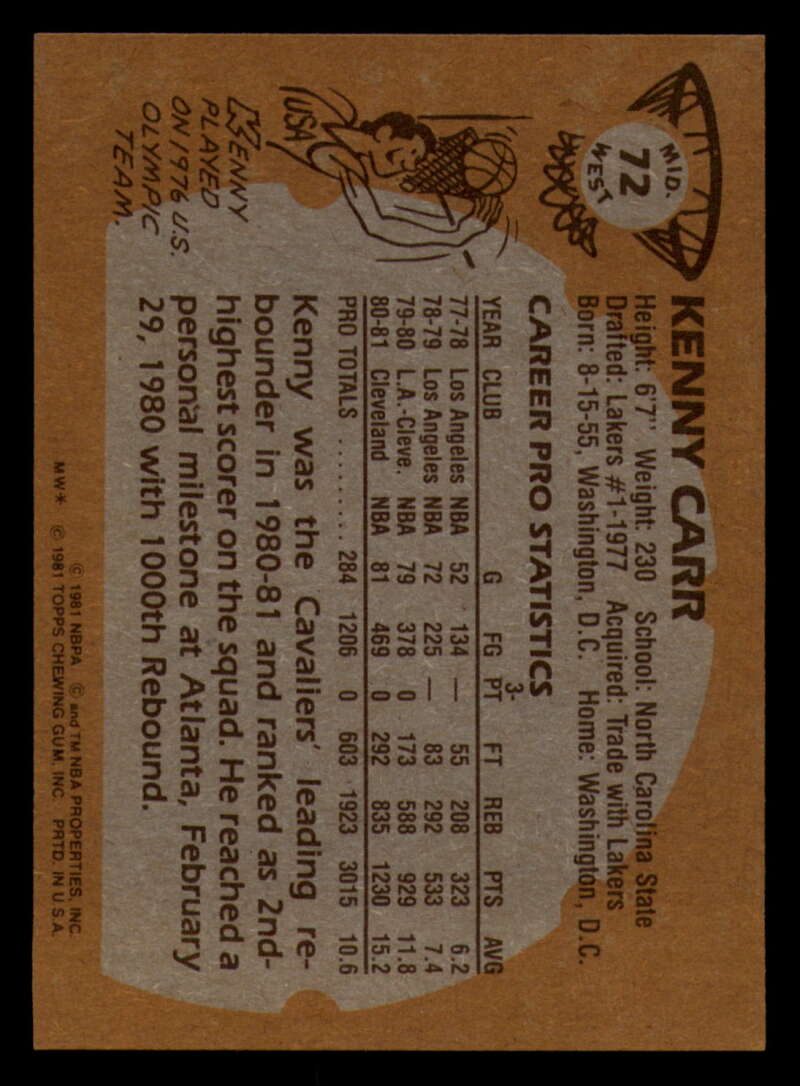 MID.
72
WEST
KENNY CARR
Height: 6'7" Weight: 230 School: North Carolina State
Drafted: Lakers #1-1977 Acquired: Trade with Lakers
Born: 8-15-55, Washington, D.C. Home: Washington, D.C.
CAREER PRO STATISTICS
YEAR CLUB G FG 3-PT FT REB PTS AVG
77-78 Los Angeles NBA 52 134 — 55 208 323 6.2
78-79 Los Angeles NBA 72 225 — 83 292 533 7.4
79-80 L.A.-Cleve. NBA 79 378 0 173 588 929 11.8
80-81 Cleveland NBA 81 469 0 292 835 1230 15.2
PRO TOTALS ......... 284 1206 0 603 1923 3015 10.6
USA
KENNY
PLAYED
ON 1976 U.S.
OLYMPIC
TEAM.
Kenny was the Cavaliers' leading re-
bounder in 1980-81 and ranked as 2nd-
highest scorer on the squad. He reached a
personal milestone at Atlanta, February
29, 1980 with 1000th Rebound.
© 1981 NBPA © and TM NBA PROPERTIES, INC.
MW* © 1981 TOPPS CHEWING GUM, INC. PRTD. IN U.S.A.